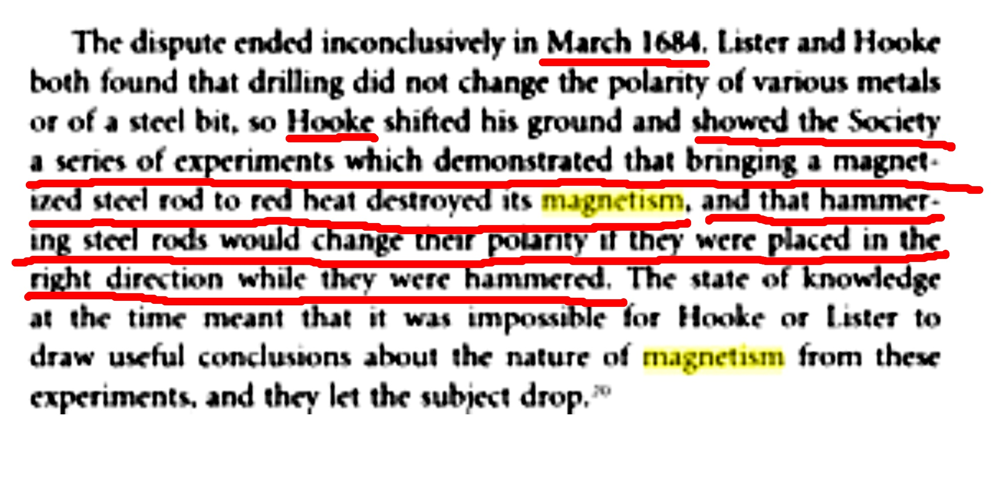 The dispute ended inconclusively in March 1684. Lister and Hooke
both found that drilling did not change the polarity of various metals
or of a steel bit, so Hooke shifted his ground and showed the Society
a series of experiments which demonstrated that bringing a magnet-
ized steel rod to red heat destroyed its magnetism, and that hammer-
ing steel rods would change their polarity if they were placed in the
right direction while they were hammered. The state of knowledge
at the time meant that it was impossible for Hooke or Lister to
draw useful conclusions about the nature of magnetism from these
experiments, and they let the subject drop.²⁰